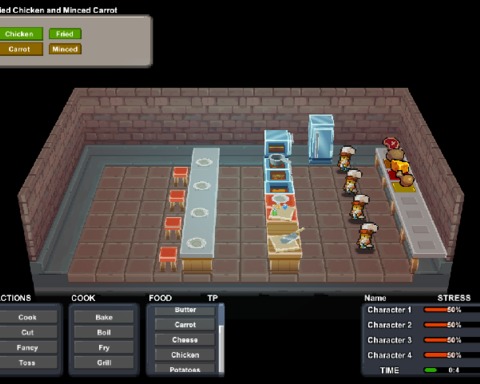 ied Chicken and Minced Carrot
Chicken Fried
Carrot Minced
CTIONS COOK FOOD TP
Cook Bake Butter
Cut Boil Carrot
Fancy Fry Cheese
Toss Grill Chicken
Potatoes
Name STRESS
Character 1 50%
Character 2 50%
Character 3 50%
Character 4 50%
TIME 0:4